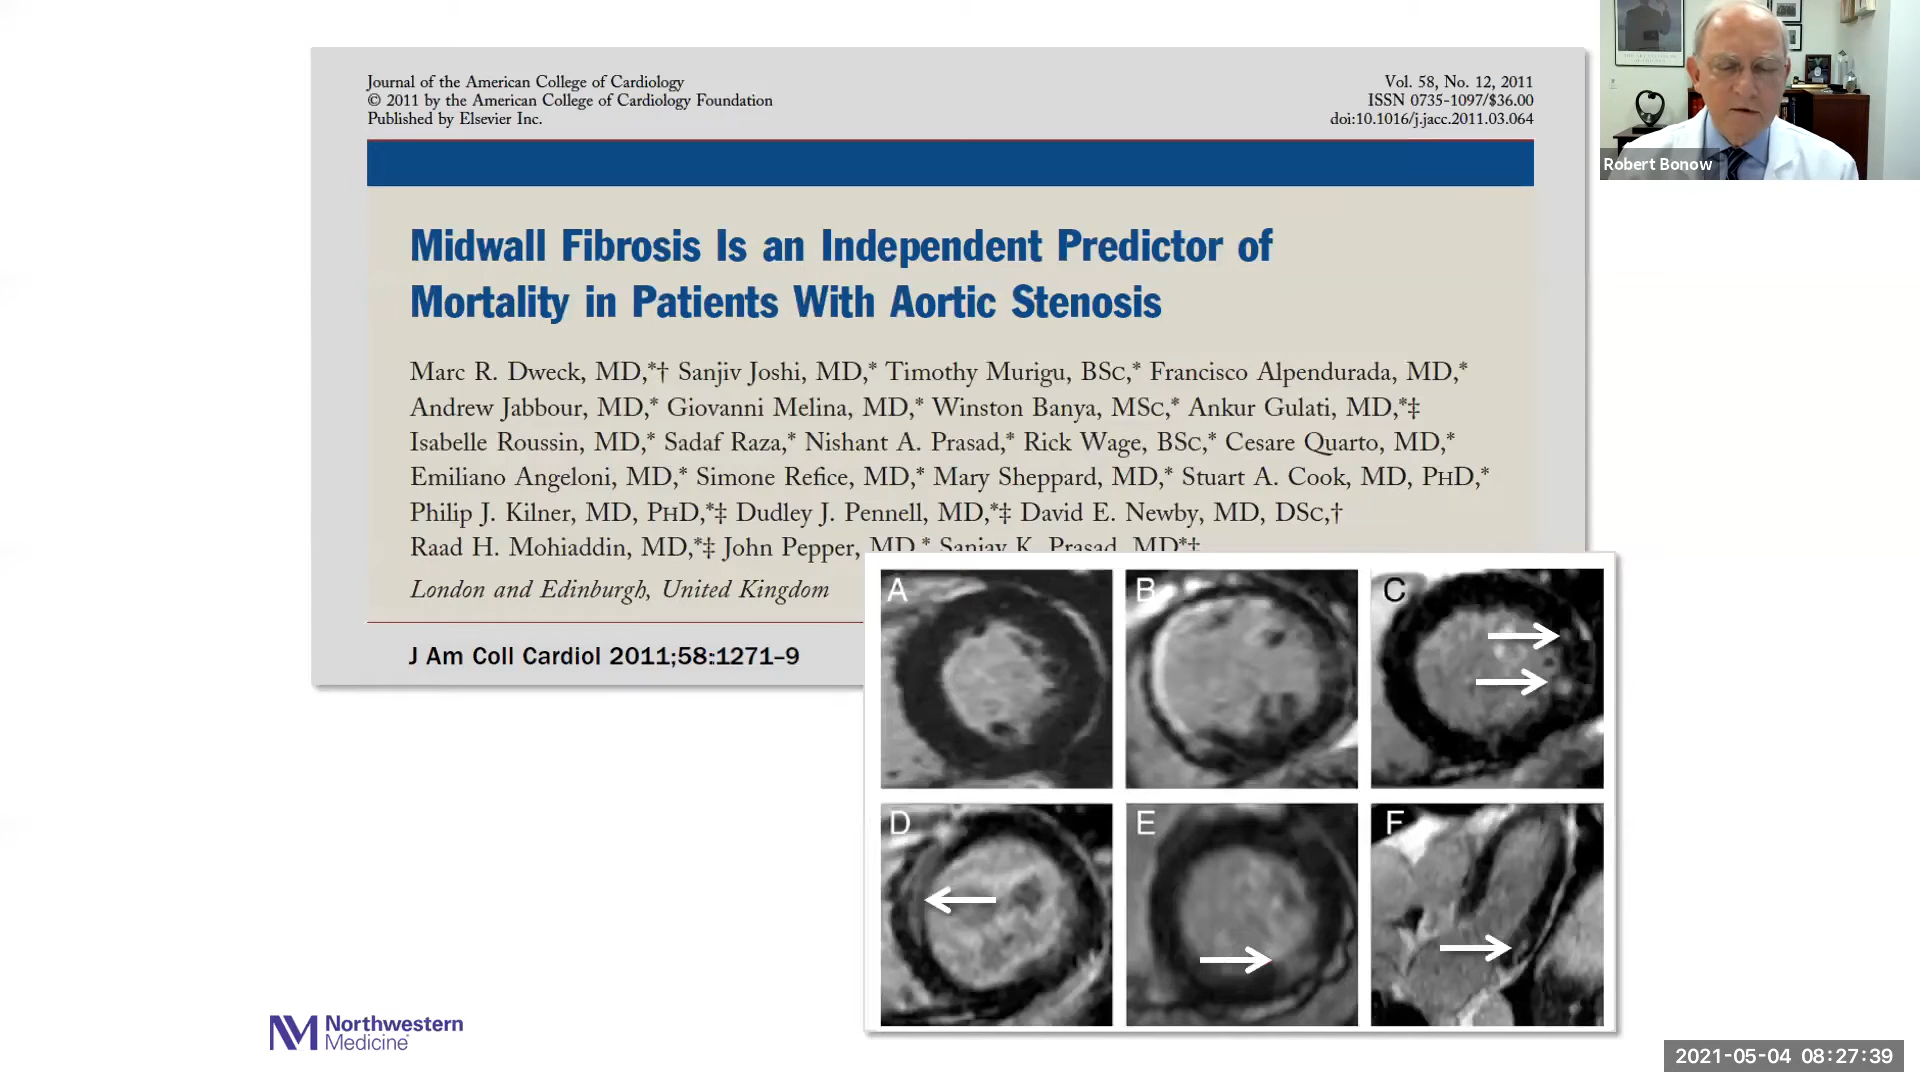 Journal of the American College of Cardiology
© 2011 by the American College of Cardiology Foundation
Published by Elsevier Inc.
Vol. 58, No. 12, 2011
ISSN 0735-1097/$36.00
doi:10.1016/j.jacc.2011.03.064
Robert Bonow
Midwall Fibrosis Is an Independent Predictor of
Mortality in Patients With Aortic Stenosis
Marc R. Dweck, MD,*† Sanjiv Joshi, MD,* Timothy Murigu, BSc,* Francisco Alpendurada, MD,*
Andrew Jabbour, MD,* Giovanni Melina, MD,* Winston Banya, MSc,* Ankur Gulati, MD,*‡
Isabelle Roussin, MD,* Sadaf Raza,* Nishant A. Prasad,* Rick Wage, BSc,* Cesare Quarto, MD,*
Emiliano Angeloni, MD,* Simone Refice, MD,* Mary Sheppard, MD,* Stuart A. Cook, MD, PhD,*
Philip J. Kilner, MD, PhD,*‡ Dudley J. Pennell, MD,*‡ David E. Newby, MD, DSc,†
Raad H. Mohiaddin, MD,*‡ John Pepper, MD,* Sanjay K. Prasad, MD*‡
London and Edinburgh, United Kingdom
J Am Coll Cardiol 2011;58:1271–9
A
B
C
D
E
F
Northwestern
Medicine
2021-05-04 08:27:39